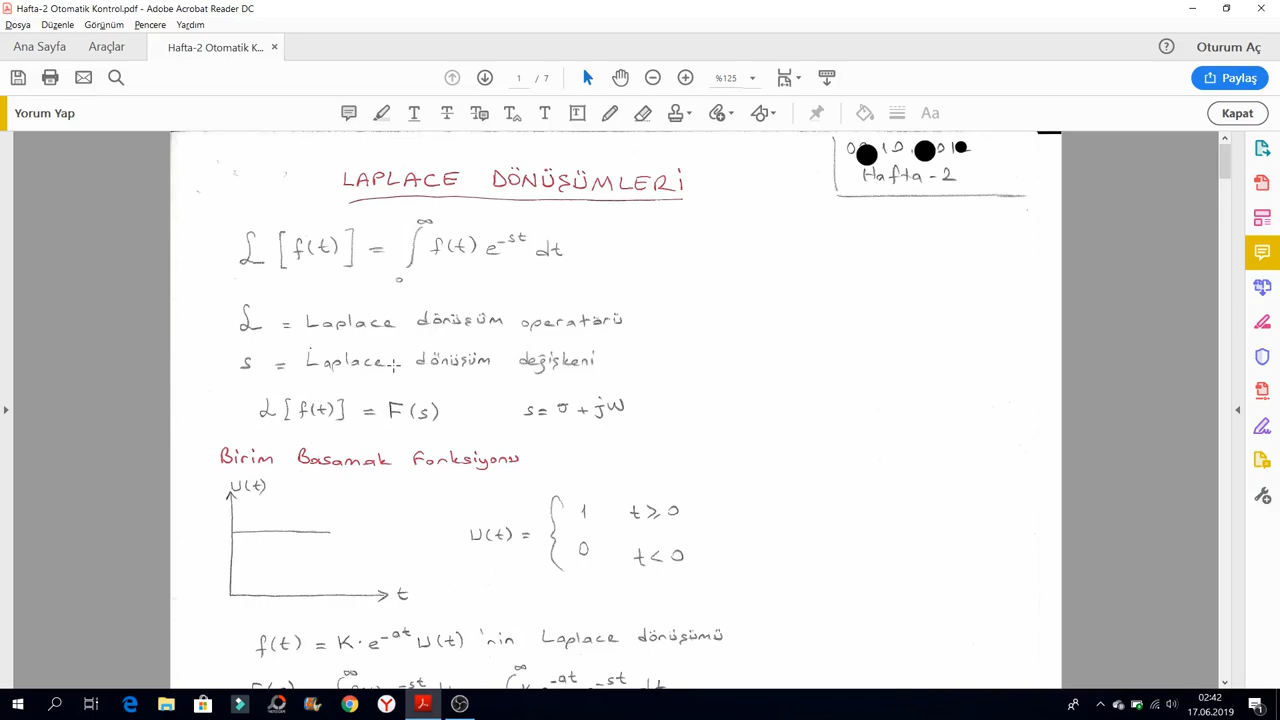 Hafta-2 Otomatik Kontrol.pdf - Adobe Acrobat Reader DC
Dosya Düzenle Görünüm Pencere Yardım
Ana Sayfa Araçlar Hafta-2 Otomatik K... × Oturum Aç
1 / 7 %125 Paylaş
Yorum Yap Kapat
Hafta-2
LAPLACE DÖNÜŞÜMLERİ
ℒ [f(t)] = ∫₀^∞ f(t) e^-st dt
ℒ = Laplace dönüşüm operatörü
s = Laplace dönüşüm değişkeni
ℒ[f(t)] = F(s) s = σ + jω
Birim Basamak Fonksiyonu
U(t)
U(t) = { 1 t ≥ 0
0 t < 0
t
f(t) = K·e^-at U(t) 'nin Laplace dönüşümü
02:42
17.06.2019